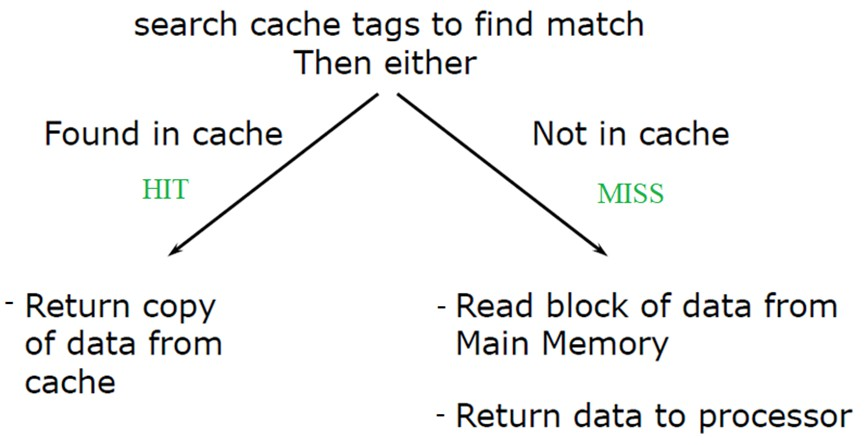 search cache tags to find match
Then either
Found in cache
HIT
- Return copy
of data from
cache
Not in cache
MISS
- Read block of data from
Main Memory
- Return data to processor